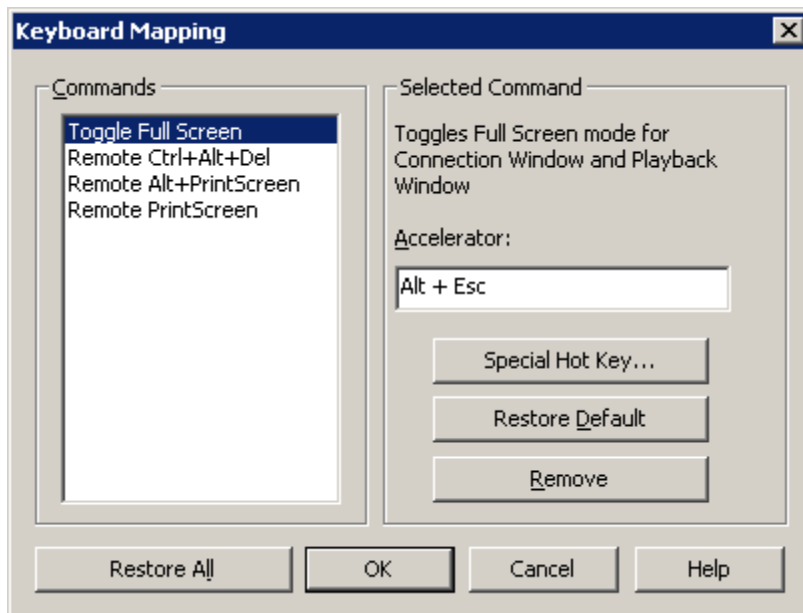 Keyboard Mapping
Commands
Toggle Full Screen
Remote Ctrl+Alt+Del
Remote Alt+PrintScreen
Remote PrintScreen
Selected Command
Toggles Full Screen mode for
Connection Window and Playback
Window
Accelerator:
Alt + Esc
Special Hot Key...
Restore Default
Remove
Restore All
OK
Cancel
Help